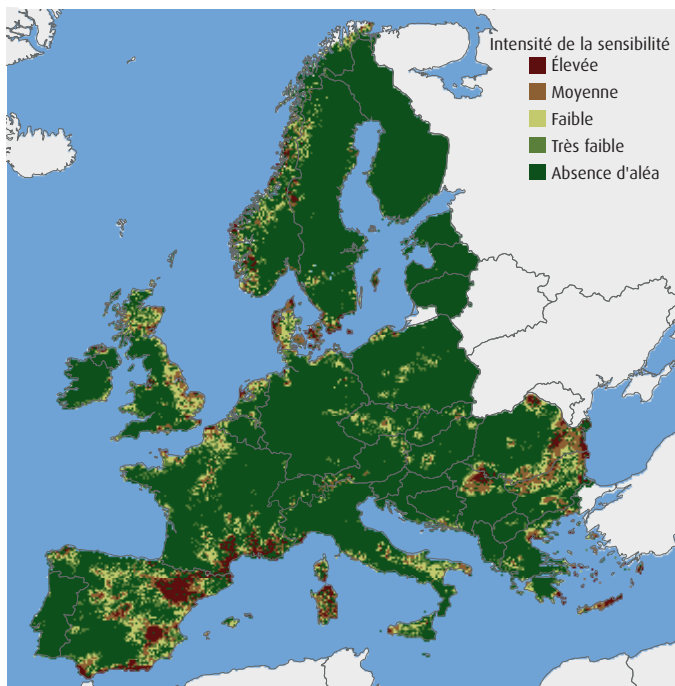 Intensité de la sensibilité
Élevée
Moyenne
Faible
Très faible
Absence d'aléa